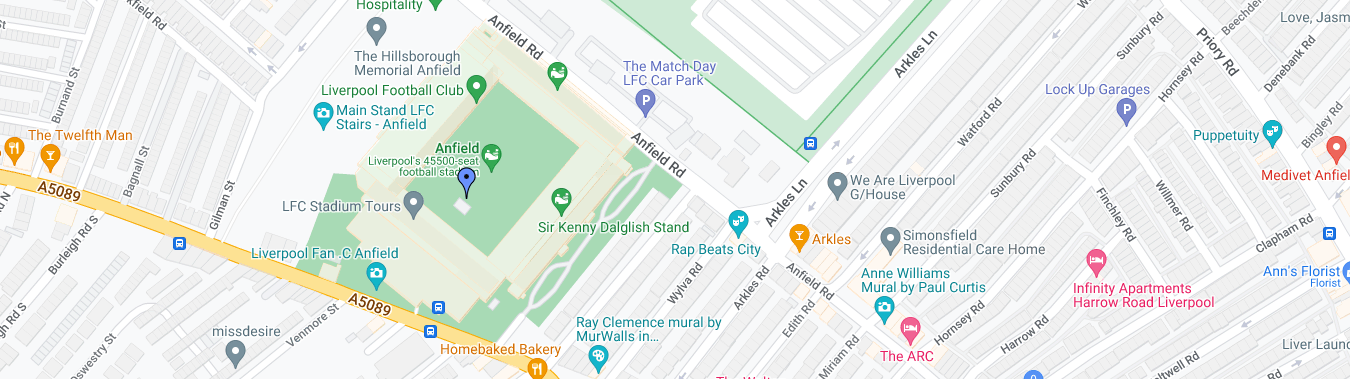 Hospitality
kfield Rd
Anfield Rd
The Hillsborough
Memorial Anfield
Liverpool Football Club
Main Stand LFC
Stairs - Anfield
The Match Day
LFC Car Park
Arkles Ln
Love, Jasm
Sunbury Rd
Priory Rd
Hornsey Rd
Denebank Rd
Lock Up Garages
Watford Rd
Burnand St
The Twelfth Man
Puppetuity
Bingley Rd
Medivet Anfiel
Anfield
Liverpool's 45500-seat
football stadium
Anfield Rd
Bagnall St
A5089
Gilman St
LFC Stadium Tours
Sunbury Rd
We Are Liverpool
G/House
Arkles Ln
Finchley Rd
Willmer Rd
Clapham Rd
Burleigh Rd S
Sir Kenny Dalglish Stand
Rap Beats City
Arkles
Simonsfield
Residential Care Home
Liverpool Fan .C Anfield
Anfield Rd
Anne Williams
Mural by Paul Curtis
Ann's Florist
Florist
Infinity Apartments
Harrow Road Liverpool
Wylva Rd
Arkles Rd
Edith Rd
A5089
missdesire
Venmore St
Ray Clemence mural by
MurWalls in...
Hornsey Rd
Harrow Rd
Miriam Rd
The ARC
Homebaked Bakery
Oswestry St
Liver Laun